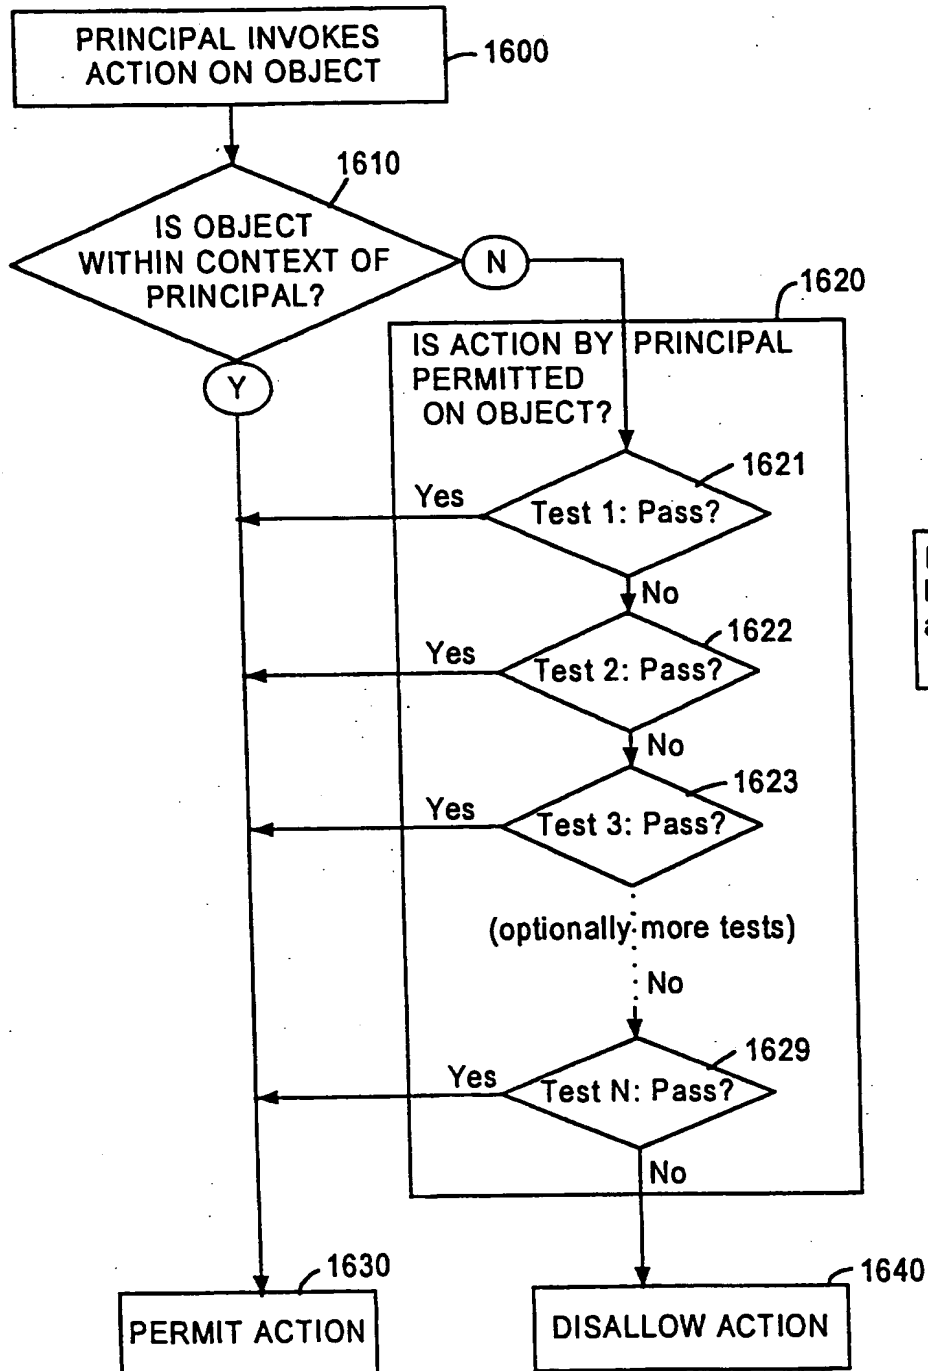 PRINCIPAL INVOKES
ACTION ON OBJECT
1600
1610
IS OBJECT
WITHIN CONTEXT OF
PRINCIPAL?
N
Y
1620
IS ACTION BY PRINCIPAL
PERMITTED
ON OBJECT?
1621
Test 1: Pass?
Yes
No
1622
Test 2: Pass?
Yes
No
1623
Test 3: Pass?
Yes
(optionally more tests)
No
1629
Test N: Pass?
Yes
No
1630
PERMIT ACTION
1640
DISALLOW ACTION